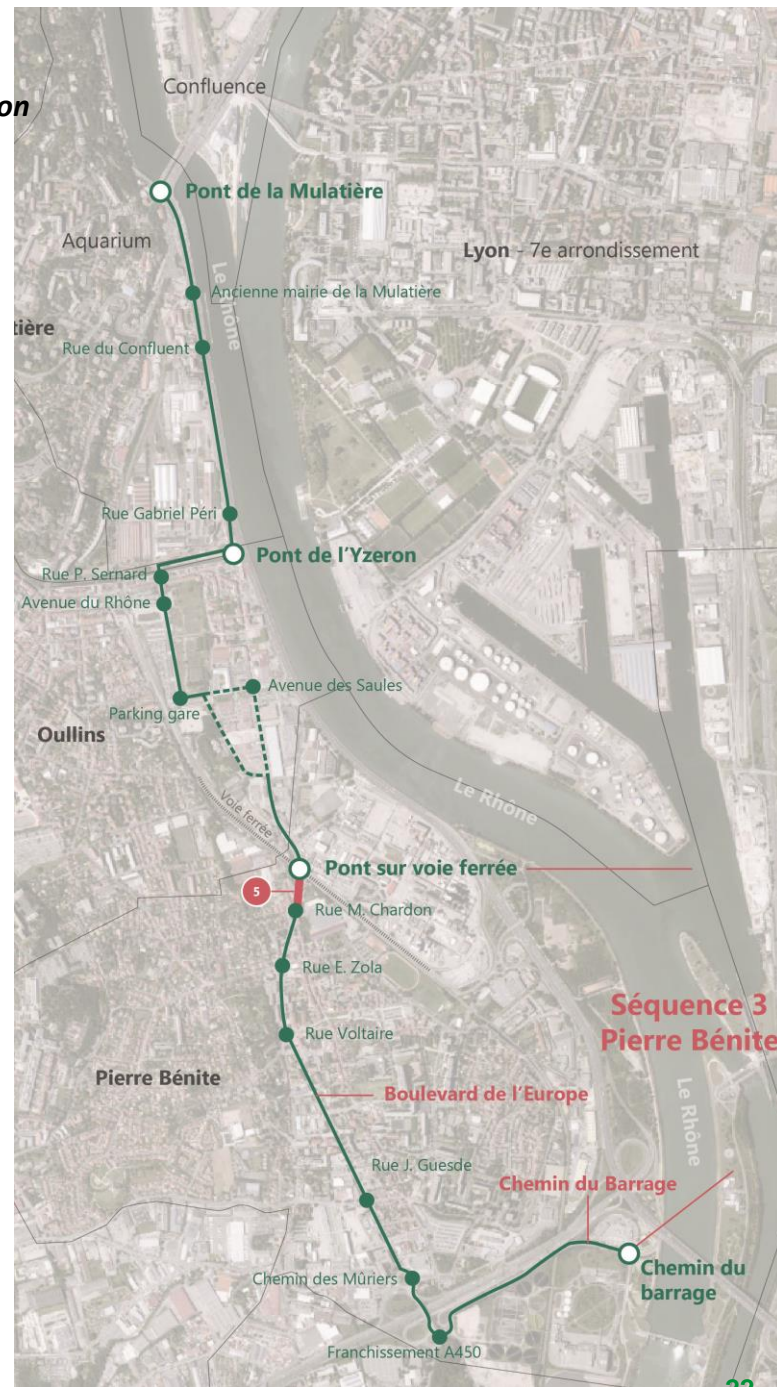 Confluence
on
Pont de la Mulatière
Aquarium
Lyon - 7e arrondissement
Le Rhône
Ancienne mairie de la Mulatière
tière
Rue du Confluent
Rue Gabriel Péri
Pont de l'Yzeron
Rue P. Sernard
Avenue du Rhône
Avenue des Saules
Parking gare
Oullins
Voie ferrée
Le Rhône
Pont sur voie ferrée
5
Rue M. Chardon
Rue E. Zola
Séquence 3
Pierre Bénite
Rue Voltaire
Pierre Bénite
Boulevard de l'Europe
Le Rhône
Rue J. Guesde
Chemin du Barrage
Chemin des Mûriers
Chemin du
barrage
Franchissement A450